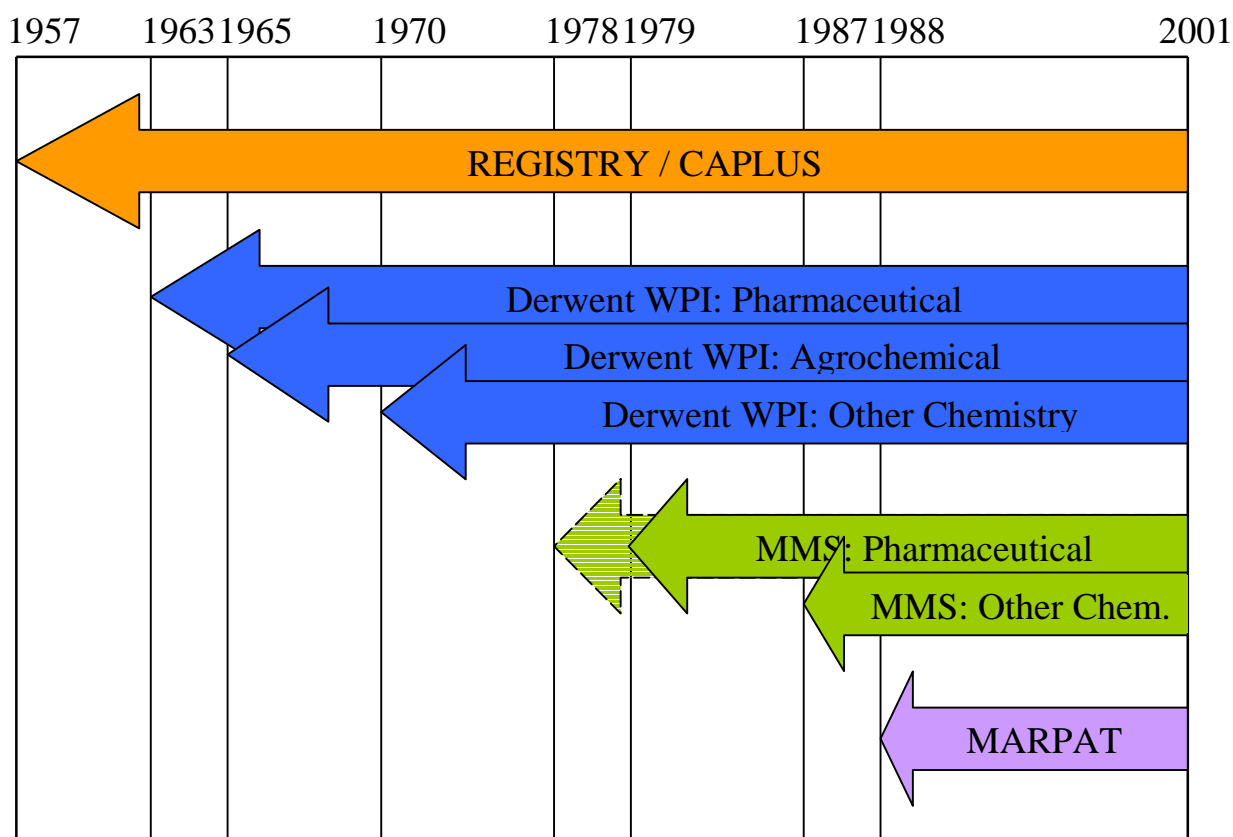 1957 1963 1965 1970 1978 1979 1987 1988 2001
REGISTRY / CAPLUS
Derwent WPI: Pharmaceutical
Derwent WPI: Agrochemical
Derwent WPI: Other Chemistry
MMS: Pharmaceutical
MMS: Other Chem.
MARPAT